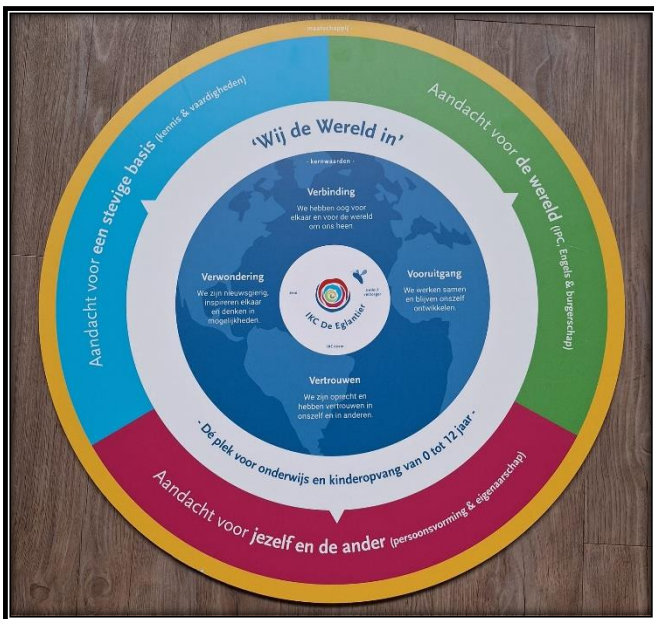 maatschappij
Aandacht voor een stevige basis (kennis & vaardigheden)
Aandacht voor de wereld (IPC, Engels & burgerschap)
'Wij de Wereld in'
- kernwaarden -
Verbinding
We hebben oog voor
elkaar en voor de wereld
om ons heen.
Verwondering
We zijn nieuwsgierig,
inspireren elkaar
en denken in
mogelijkheden.
Vooruitgang
We werken samen
en blijven onszelf
ontwikkelen.
IKC De Eglantier
Vertrouwen
We zijn oprecht en
hebben vertrouwen in
onszelf en in anderen.
- Dé plek voor onderwijs en kinderopvang van 0 tot 12 jaar -
Aandacht voor jezelf en de ander (persoonsvorming & eigenaarschap)